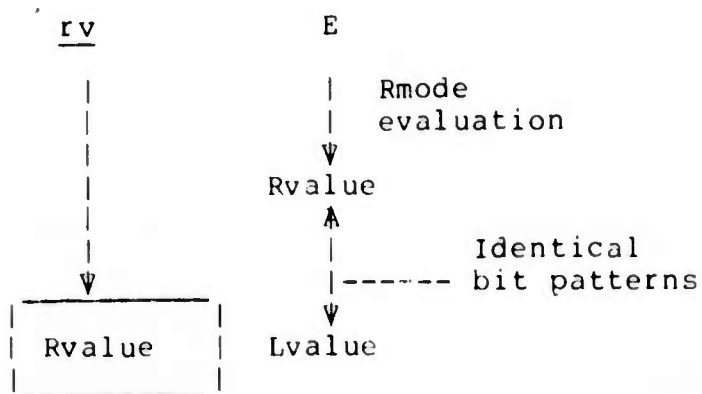 rv E
Rmode
evaluation
Rvalue
Identical
bit patterns
Rvalue Lvalue